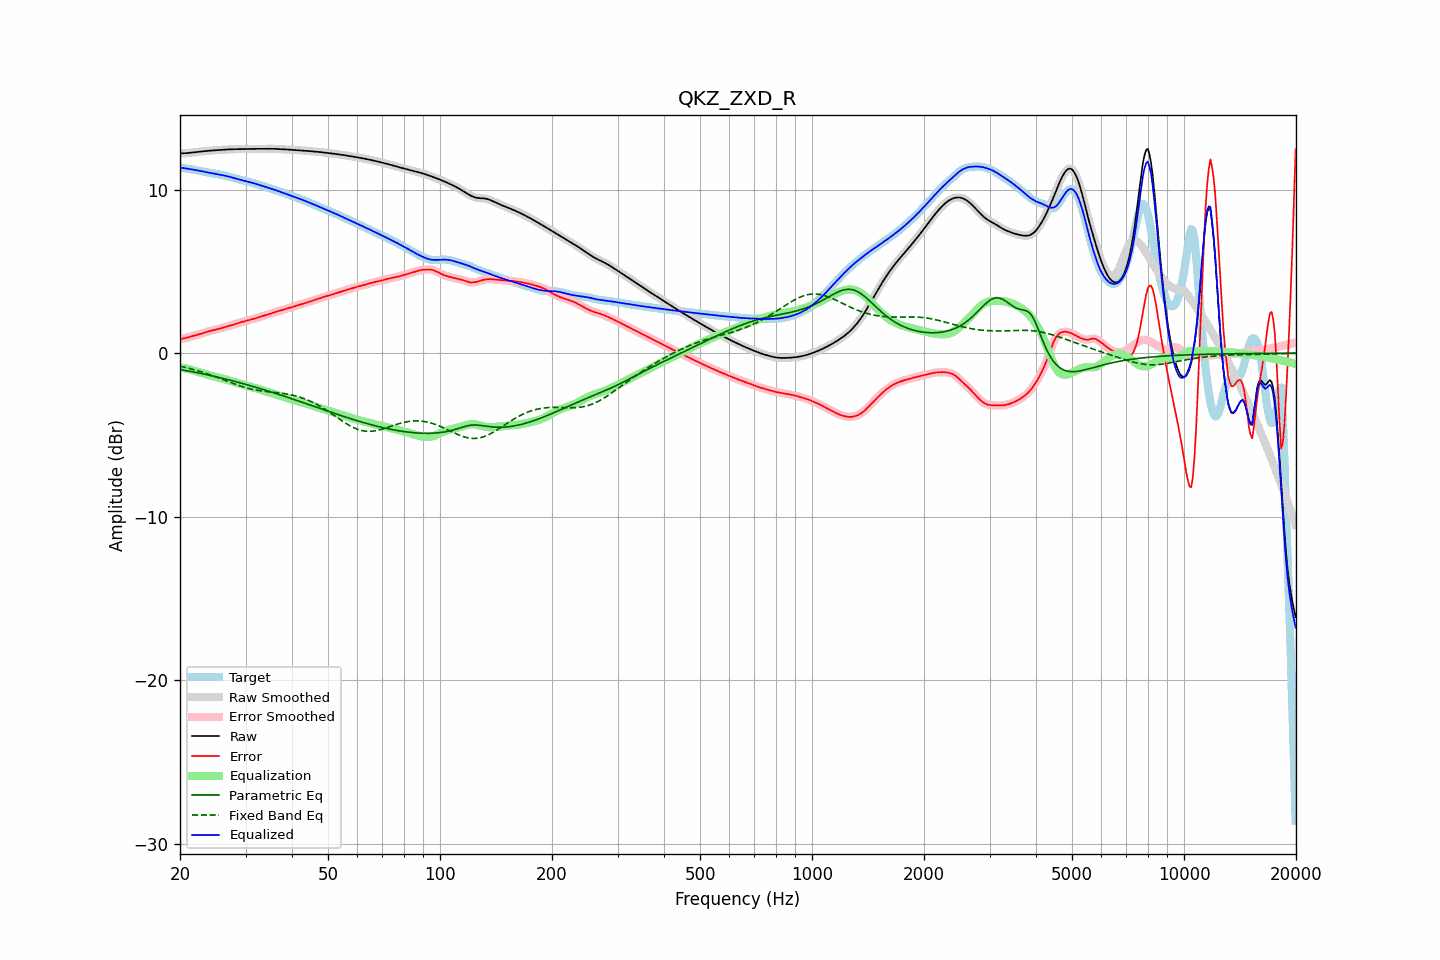 QKZ_ZXD_R
Amplitude (dBr)
10
0
−10
−20
−30
Target
Raw Smoothed
Error Smoothed
Raw
Error
Equalization
Parametric Eq
Fixed Band Eq
Equalized
20 50 100 200 500 1000 2000 5000 10000 20000
Frequency (Hz)